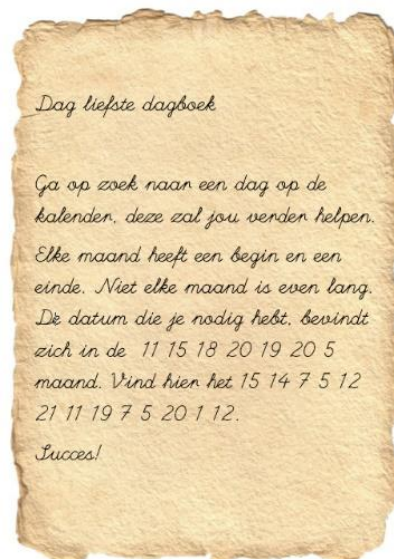 Dag liefste dagboek
Ga op zoek naar een dag op de
kalender, deze zal jou verder helpen.
Elke maand heeft een begin en een
einde. Niet elke maand is even lang.
De datum die je nodig hebt, bevindt
zich in de 11 15 18 20 19 20 5
maand. Vind hier het 15 14 7 5 12
21 11 19 7 5 20 1 12.
Succes!